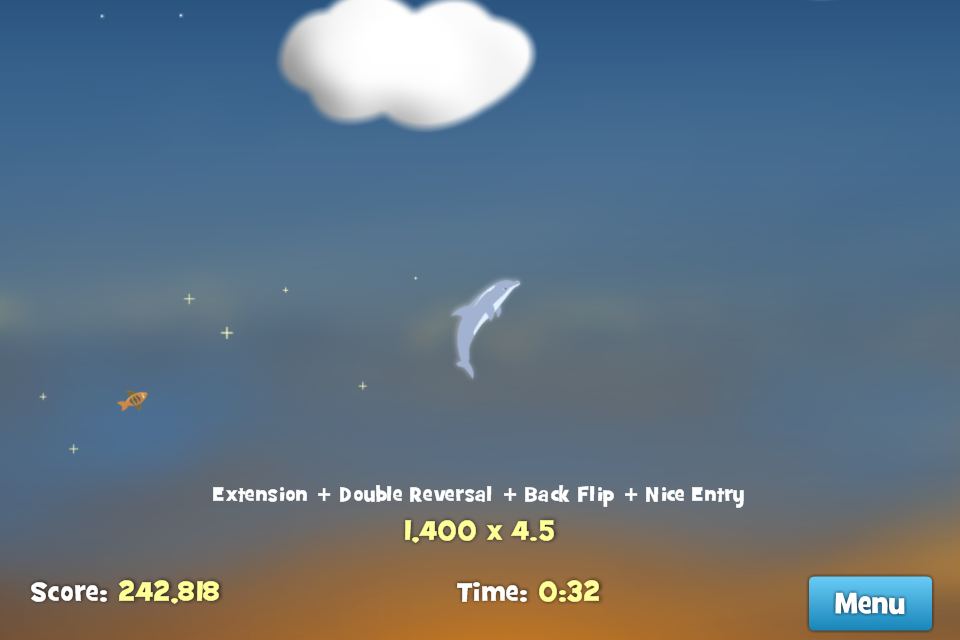 Extension + Double Reversal + Back Flip + Nice Entry
1,400 x 4.5
Score: 242,818
Time: 0:32
Menu